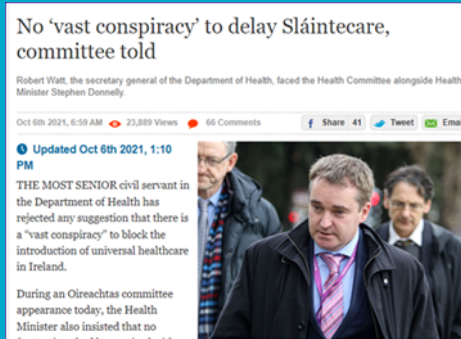 No ‘vast conspiracy’ to delay Sláintecare,
committee told
Robert Watt, the secretary general of the Department of Health, faced the Health Committee alongside Health
Minister Stephen Donnelly.
Oct 6th 2021, 6:59 AM 23,889 Views 66 Comments Share 41 Tweet
Updated Oct 6th 2021, 1:10
PM
THE MOST SENIOR civil servant in
the Department of Health has
rejected any suggestion that there is
a “vast conspiracy” to block the
introduction of universal healthcare
in Ireland.
During an Oireachtas committee
appearance today, the Health
Minister also insisted that no